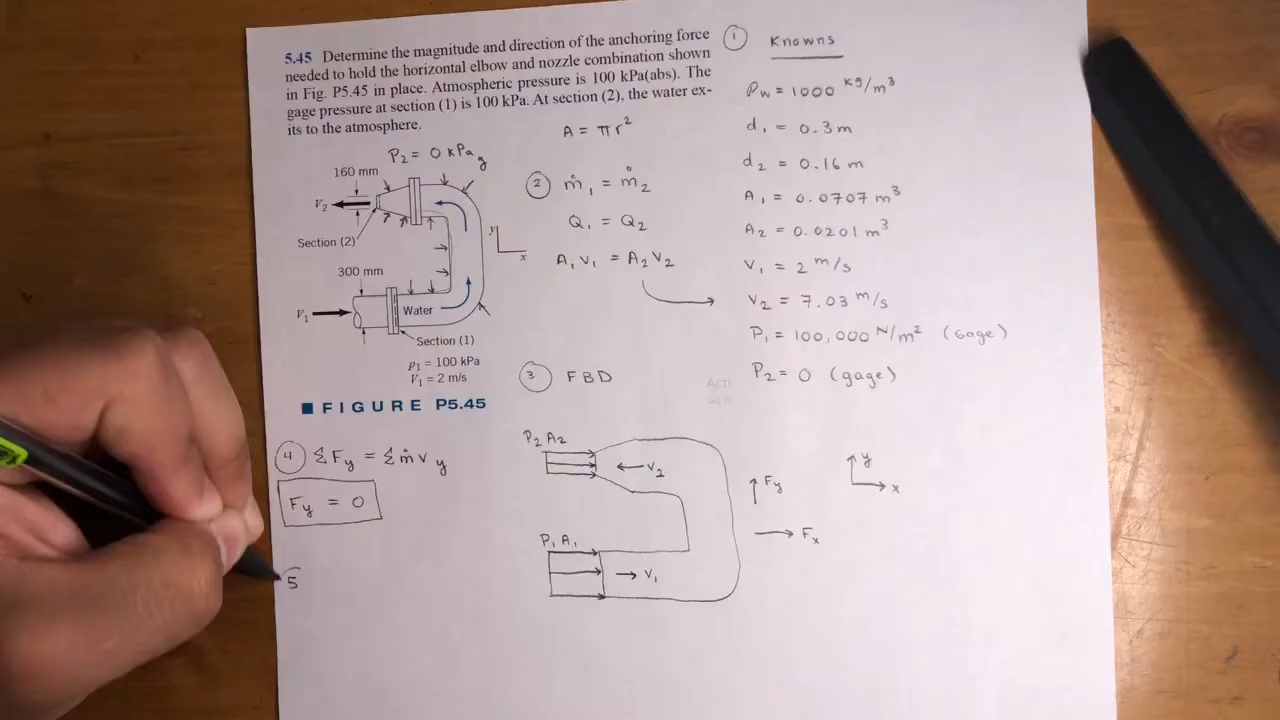 5.45 Determine the magnitude and direction of the anchoring force
needed to hold the horizontal elbow and nozzle combination shown
in Fig. P5.45 in place. Atmospheric pressure is 100 kPa(abs). The
gage pressure at section (1) is 100 kPa. At section (2), the water ex-
its to the atmosphere.
P₂ = 0 kPa g
160 mm
V₂
Section (2)
y
x
300 mm
V₁
Water
Section (1)
p₁ = 100 kPa
V₁ = 2 m/s
■ FIGURE P5.45
A = πr²
② ṁ₁ = ṁ₂
Q₁ = Q₂
A₁V₁ = A₂V₂
① Knowns
ρw = 1000 kg/m³
d₁ = 0.3 m
d₂ = 0.16 m
A₁ = 0.0707 m³
A₂ = 0.0201 m³
V₁ = 2 m/s
V₂ = 7.03 m/s
P₁ = 100,000 N/m² (Gage)
P₂ = 0 (gage)
③ FBD
P₂ A₂
V₂
P₁ A₁
V₁
Fy
Fx
y
x
④ ΣFy = Σṁvy
Fy = 0
5